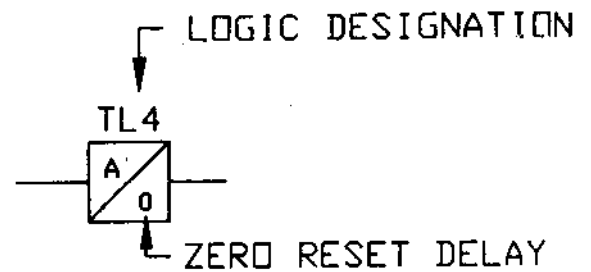 LOGIC DESIGNATION
TL4
A
0
ZERO RESET DELAY